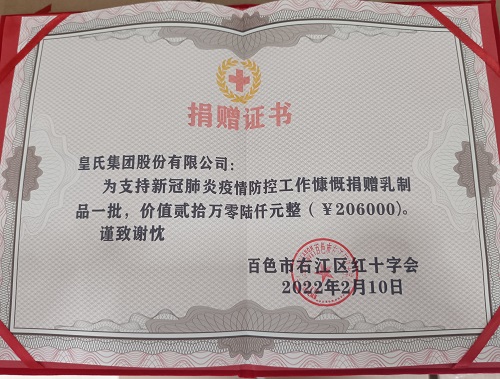 捐赠证书
皇氏集团股份有限公司：
为支持新冠肺炎疫情防控工作慷慨捐赠乳制
品一批，价值贰拾万零陆仟元整（￥206000）。
谨致谢忱
百色市右江区红十字会
2022年2月10日